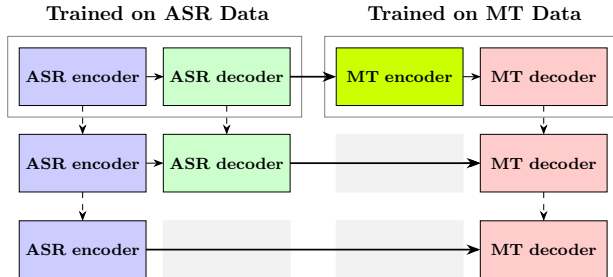 Trained on ASR Data Trained on MT Data
ASR encoder ASR decoder MT encoder MT decoder
ASR encoder ASR decoder MT decoder
ASR encoder MT decoder